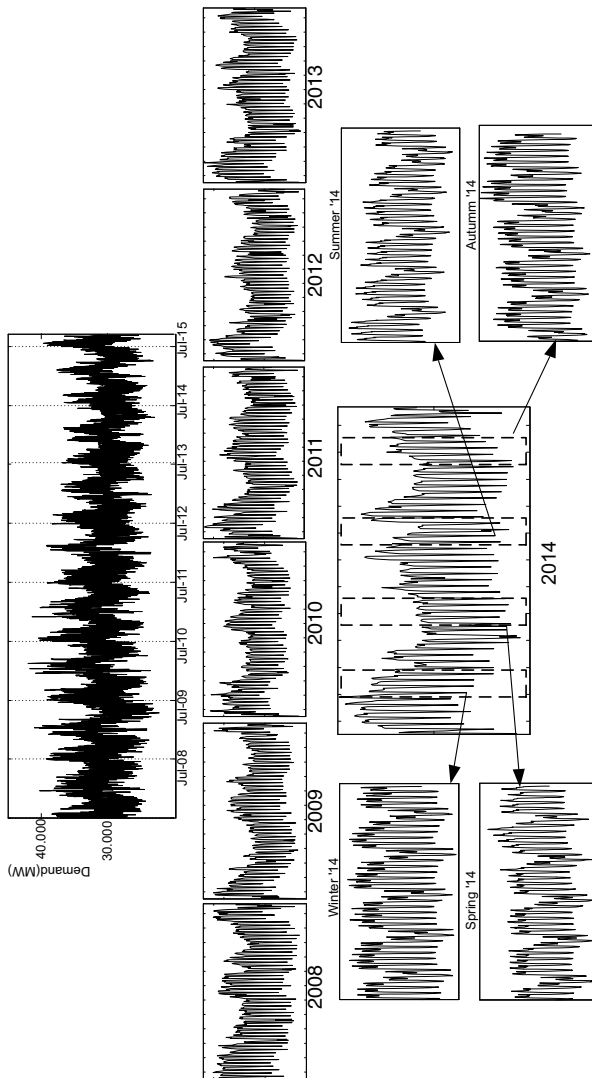 Demand(MW)
40.000
30.000
Jul-08
Jul-09
Jul-10
Jul-11
Jul-12
Jul-13
Jul-14
Jul-15
2008
2009
2010
2011
2012
2013
Winter '14
Summer '14
Spring '14
Autumm '14
2014